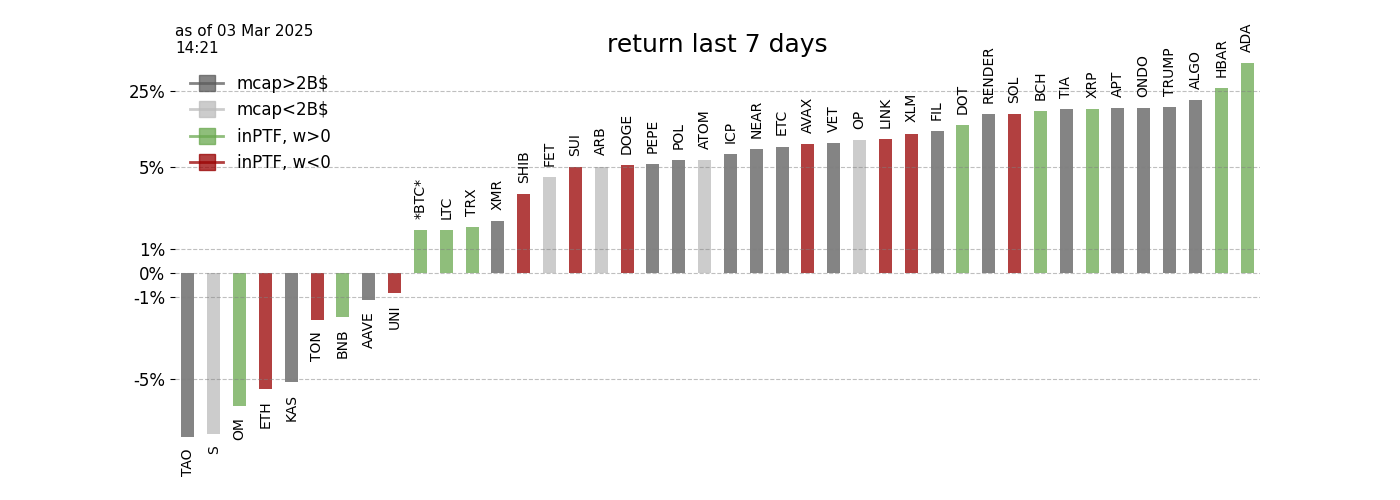 as of 03 Mar 2025
14:21
return last 7 days
mcap>2B$
mcap<2B$
inPTF, w>0
inPTF, w<0
25%
5%
1%
0%
-1%
-5%
TAO
S
OM
ETH
KAS
TON
BNB
AAVE
UNI
*BTC*
LTC
TRX
XMR
SHIB
FET
SUI
ARB
DOGE
PEPE
POL
ATOM
ICP
NEAR
ETC
AVAX
VET
OP
LINK
XLM
FIL
DOT
RENDER
SOL
BCH
TIA
XRP
APT
ONDO
TRUMP
ALGO
HBAR
ADA